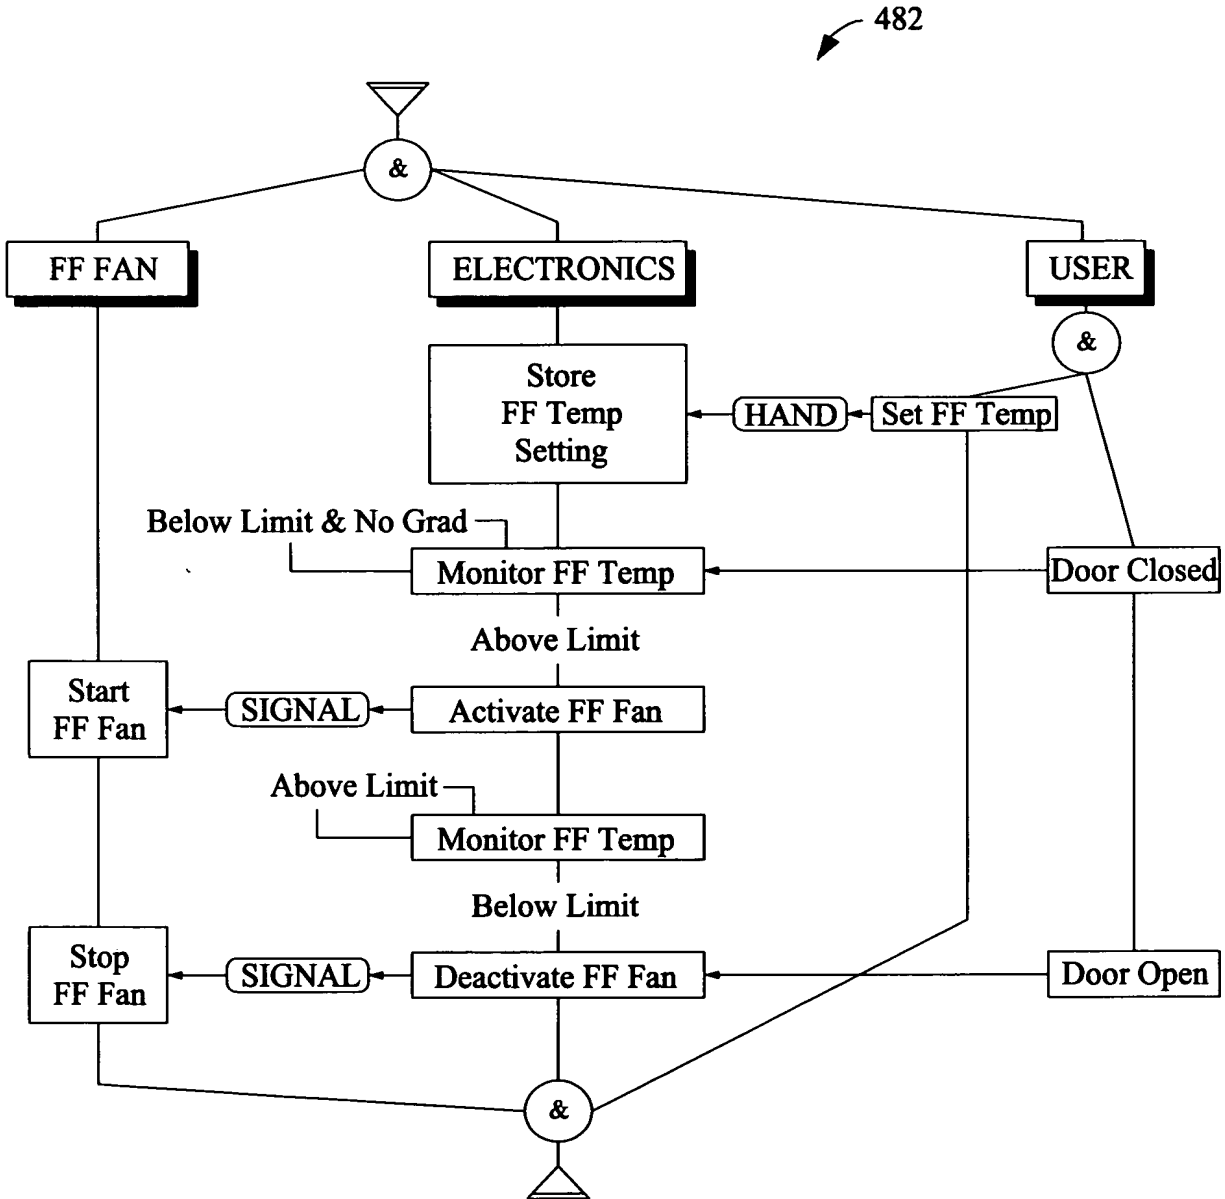 482
&
FF FAN
ELECTRONICS
USER
&
Store
FF Temp
Setting
HAND
Set FF Temp
Below Limit & No Grad
Monitor FF Temp
Door Closed
Above Limit
Start
FF Fan
SIGNAL
Activate FF Fan
Above Limit
Monitor FF Temp
Below Limit
Stop
FF Fan
SIGNAL
Deactivate FF Fan
Door Open
&